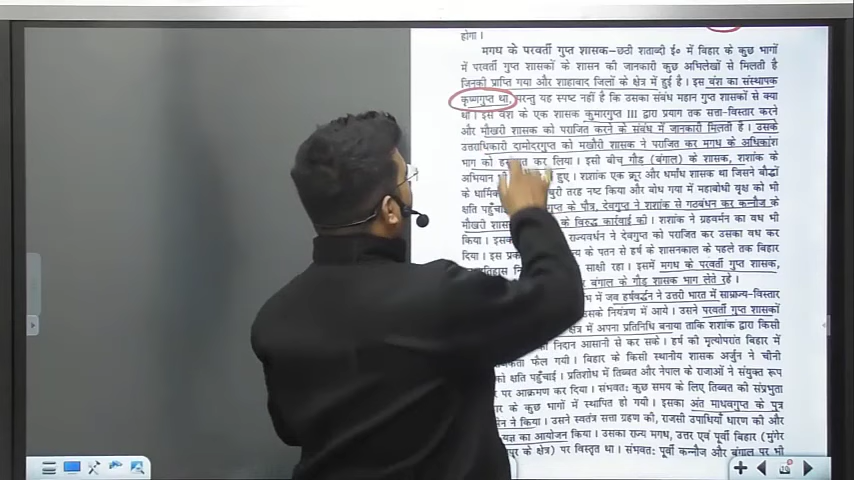 होगा ।
मगध के परवर्ती गुप्त शासक–छठी शताब्दी ई० में बिहार के कुछ भागों
में परवर्ती गुप्त शासकों के शासन की जानकारी कुछ अभिलेखों से मिलती है
जिनकी प्राप्ति गया और शाहाबाद जिलों के क्षेत्र में हुई है । इस वंश का संस्थापक
कृष्णगुप्त था, परन्तु यह स्पष्ट नहीं है कि उसका संबंध महान गुप्त शासकों से क्या
था । इस वंश के एक शासक कुमारगुप्त III द्वारा प्रयाग तक सत्ता-विस्तार करने
और मौखरी शासक को पराजित करने के संबंध में जानकारी मिलती है । उसके
उत्तराधिकारी दामोदरगुप्त को मखौरी शासक ने पराजित कर मगध के अधिकांश
भाग को कर लिया । इसी बीच गौड़ (बंगाल) के शासक, शशांक के
अभियान हुए । शशांक एक क्रूर और धर्मांध शासक था जिसने बौद्धों
के बुरी तरह नष्ट किया और बोध गया में महाबोधी वृक्ष को भी
क्षति के पौत्र, देवगुप्त ने शशांक से गठबंधन कर कन्नौज के
मौखरी के विरुद्ध कार्रवाई की । शशांक ने ग्रहवर्मन का वध भी
किया । राज्यवर्धन ने देवगुप्त को पराजित कर उसका वध कर
दिया । इस के पतन से हर्ष के शासनकाल के पहले तक बिहार
साक्षी रहा । इसमें मगध के परवर्ती गुप्त शासक,
बंगाल के गौड़ शासक भाग लेते रहे ।
में जब हर्षवर्द्धन ने उत्तरी भारत में साम्राज्य-विस्तार
उसके नियंत्रण में आये । उसने परवर्ती गुप्त शासकों
क्षेत्र में अपना प्रतिनिधि बनाया ताकि शशांक द्वारा किसी
निदान आसानी से कर सके । हर्ष की मृत्योपरांत बिहार में
फैल गयी । बिहार के किसी स्थानीय शासक अर्जुन ने चीनी
को क्षति पहुँचाई । प्रतिशोध में तिब्बत और नेपाल के राजाओं ने संयुक्त रूप
पर आक्रमण कर दिया । संभवतः कुछ समय के लिए तिब्बत की संप्रभुता
के कुछ भागों में स्थापित हो गयी । इसका अंत माधवगुप्त के पुत्र
ने किया । उसने स्वतंत्र सत्ता ग्रहण की, राजसी उपाधियाँ धारण की और
यज्ञ का आयोजन किया । उसका राज्य मगध, उत्तर एवं पूर्वी बिहार (मुंगेर
के क्षेत्र) पर विस्तृत था । संभवतः पूर्वी कन्नौज और बंगाल पर भी